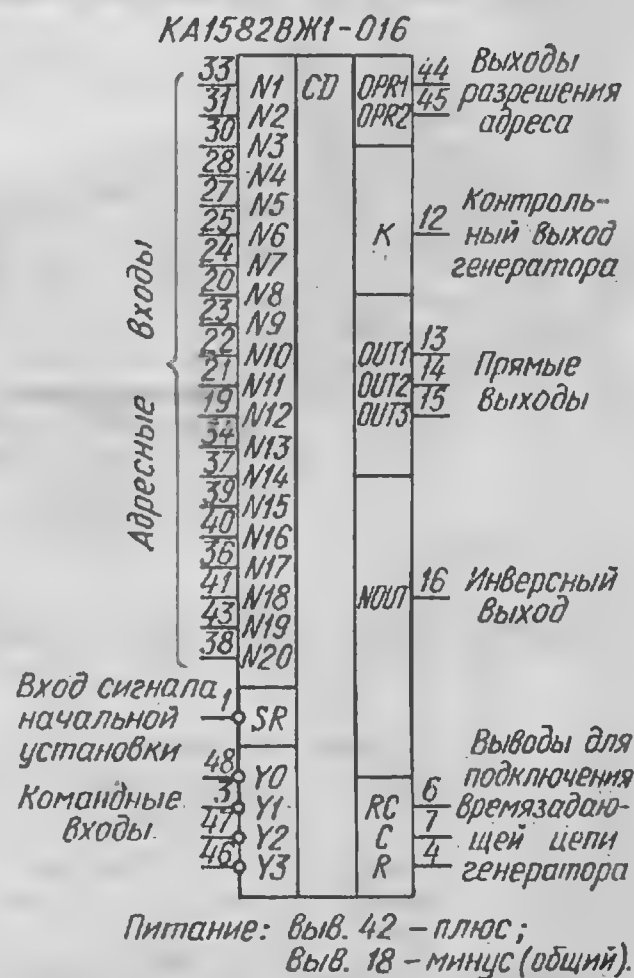 КА1582ВЖ1-016
Адресные входы
33 N1
31 N2
30 N3
28 N4
27 N5
25 N6
24 N7
20 N8
23 N9
22 N10
21 N11
19 N12
34 N13
37 N14
39 N15
40 N16
36 N17
41 N18
43 N19
38 N20
Вход сигнала
начальной
установки
1 SR
Командные
входы
48 Y0
3 Y1
47 Y2
46 Y3
CD
OPR1 44
OPR2 45
Выходы
разрешения
адреса
K 12
Контроль-
ный выход
генератора
OUT1 13
OUT2 14
OUT3 15
Прямые
выходы
NOUT 16
Инверсный
выход
RC 6
C 7
R 4
Выводы для
подключения
времязадаю-
щей цепи
генератора
Питание: выв. 42 – плюс;
выв. 18 – минус (общий).